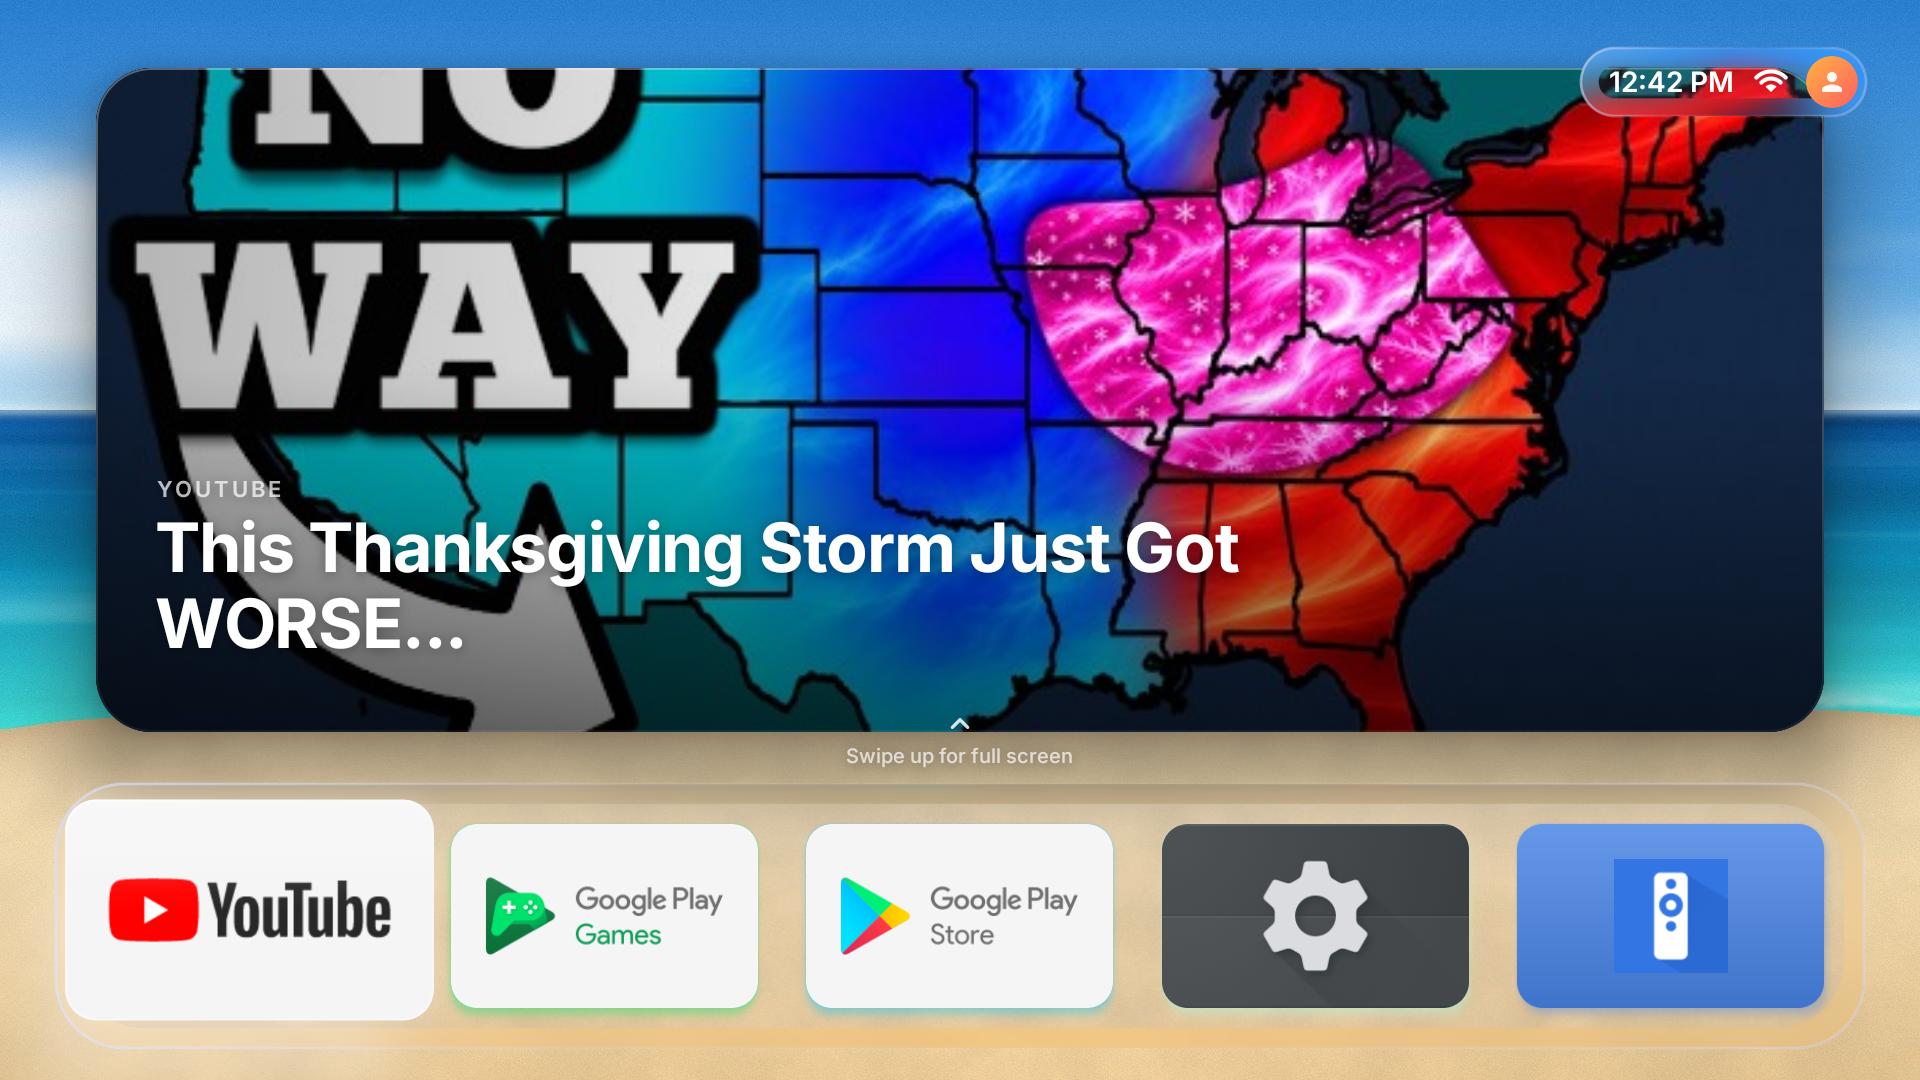 12:42 PM
NO
WAY
YOUTUBE
This Thanksgiving Storm Just Got
WORSE...
Swipe up for full screen
YouTube
Google Play
Games
Google Play
Store